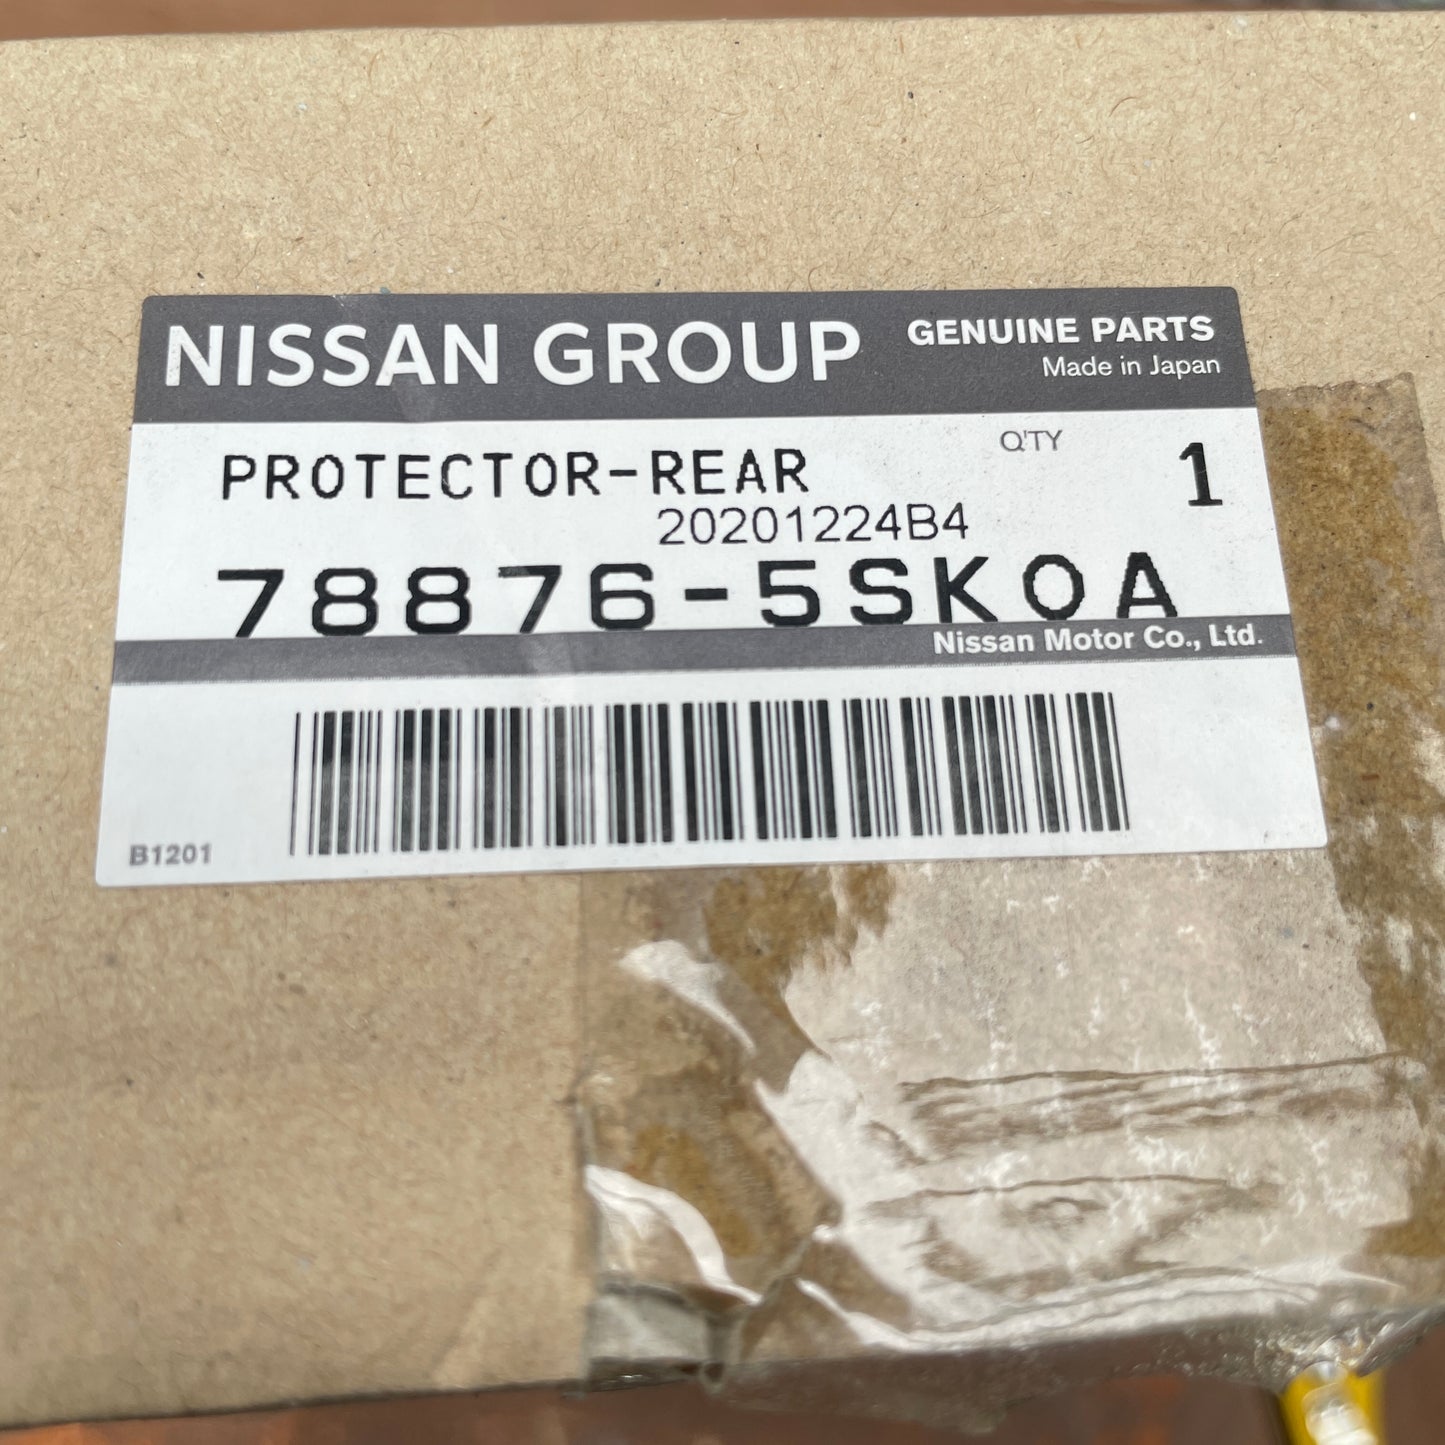 NISSAN GROUP
GENUINE PARTS
Made in Japan
PROTECTOR-REAR
Q'TY
1
20201224B4
78876-5SK0A
Nissan Motor Co., Ltd.
B1201